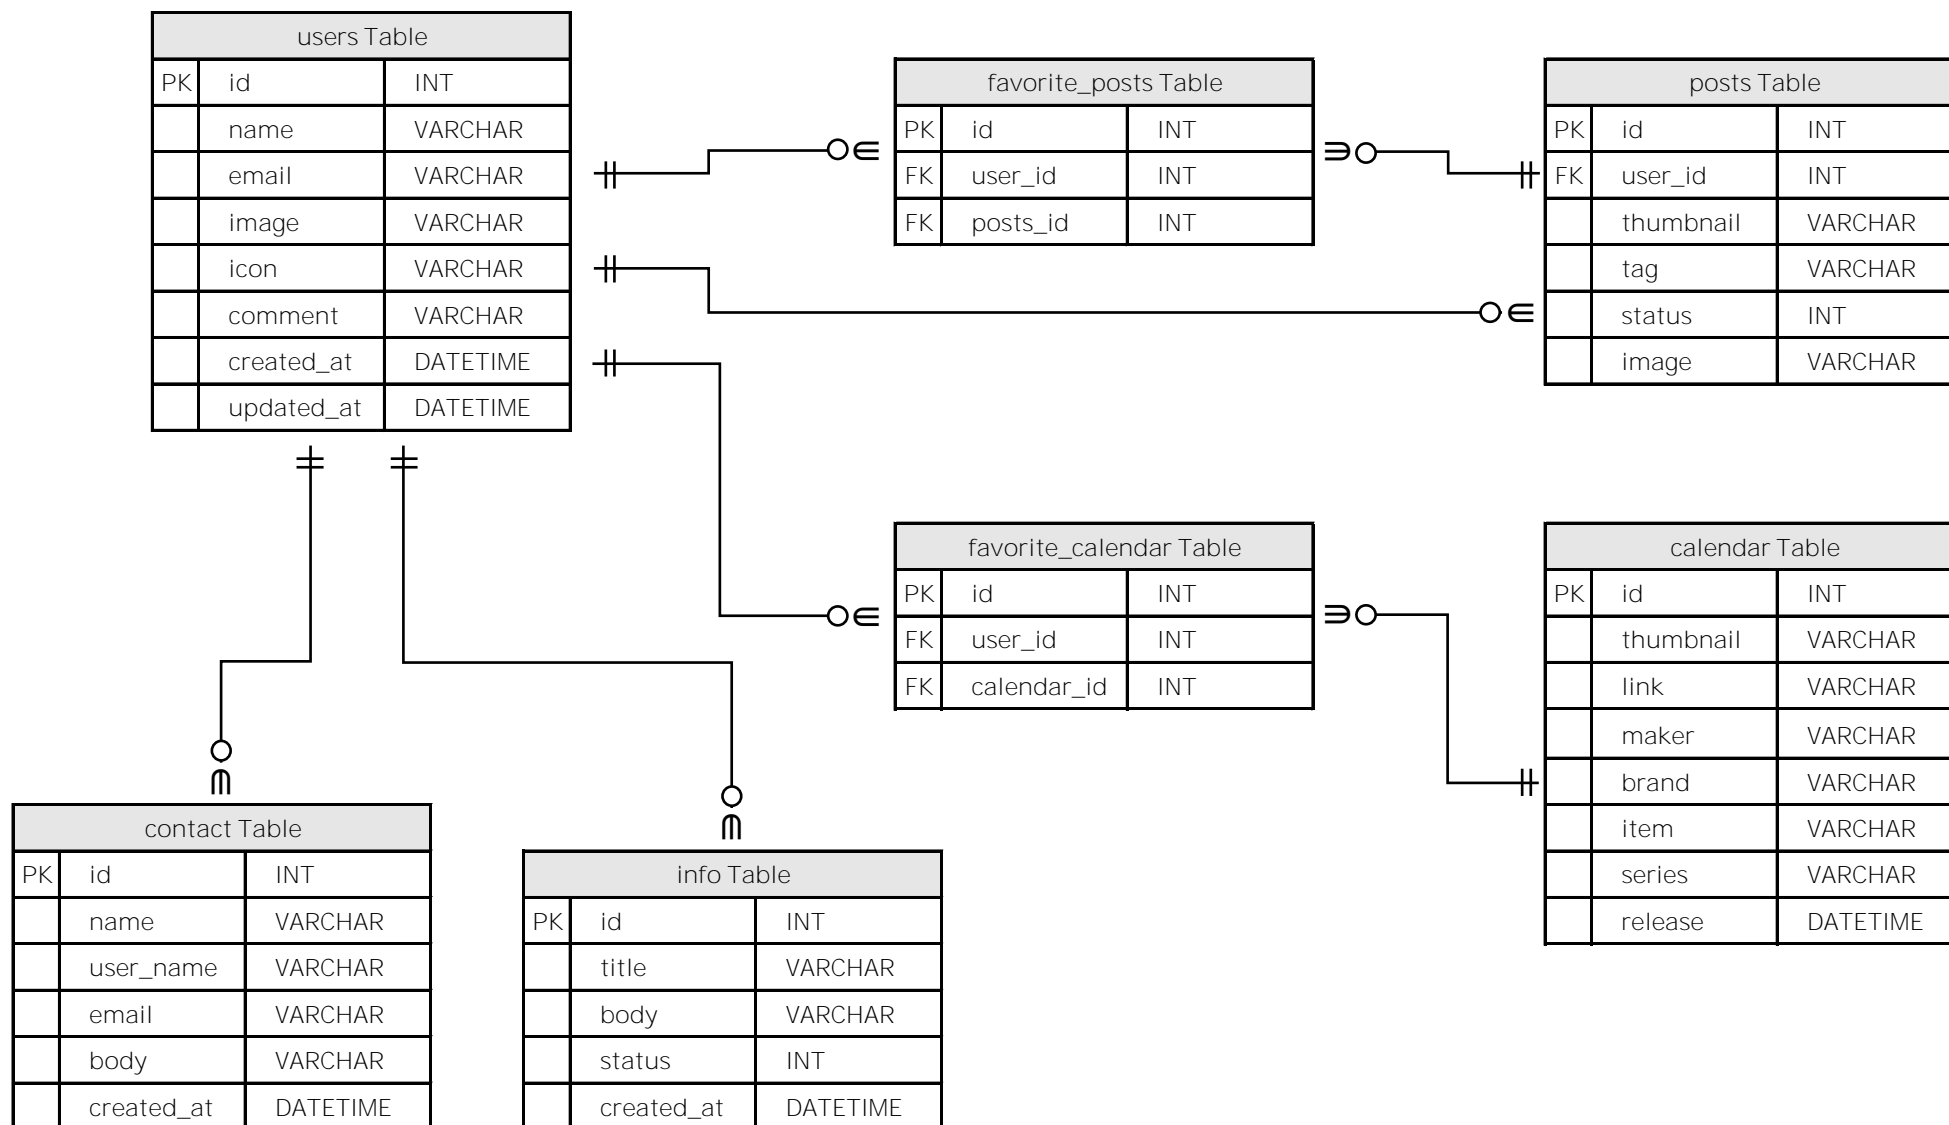 users Table
PK id INT
name VARCHAR
email VARCHAR
image VARCHAR
icon VARCHAR
comment VARCHAR
created_at DATETIME
updated_at DATETIME
favorite_posts Table
PK id INT
FK user_id INT
FK posts_id INT
posts Table
PK id INT
FK user_id INT
thumbnail VARCHAR
tag VARCHAR
status INT
image VARCHAR
favorite_calendar Table
PK id INT
FK user_id INT
FK calendar_id INT
calendar Table
PK id INT
thumbnail VARCHAR
link VARCHAR
maker VARCHAR
brand VARCHAR
item VARCHAR
series VARCHAR
release DATETIME
contact Table
PK id INT
name VARCHAR
user_name VARCHAR
email VARCHAR
body VARCHAR
created_at DATETIME
info Table
PK id INT
title VARCHAR
body VARCHAR
status INT
created_at DATETIME